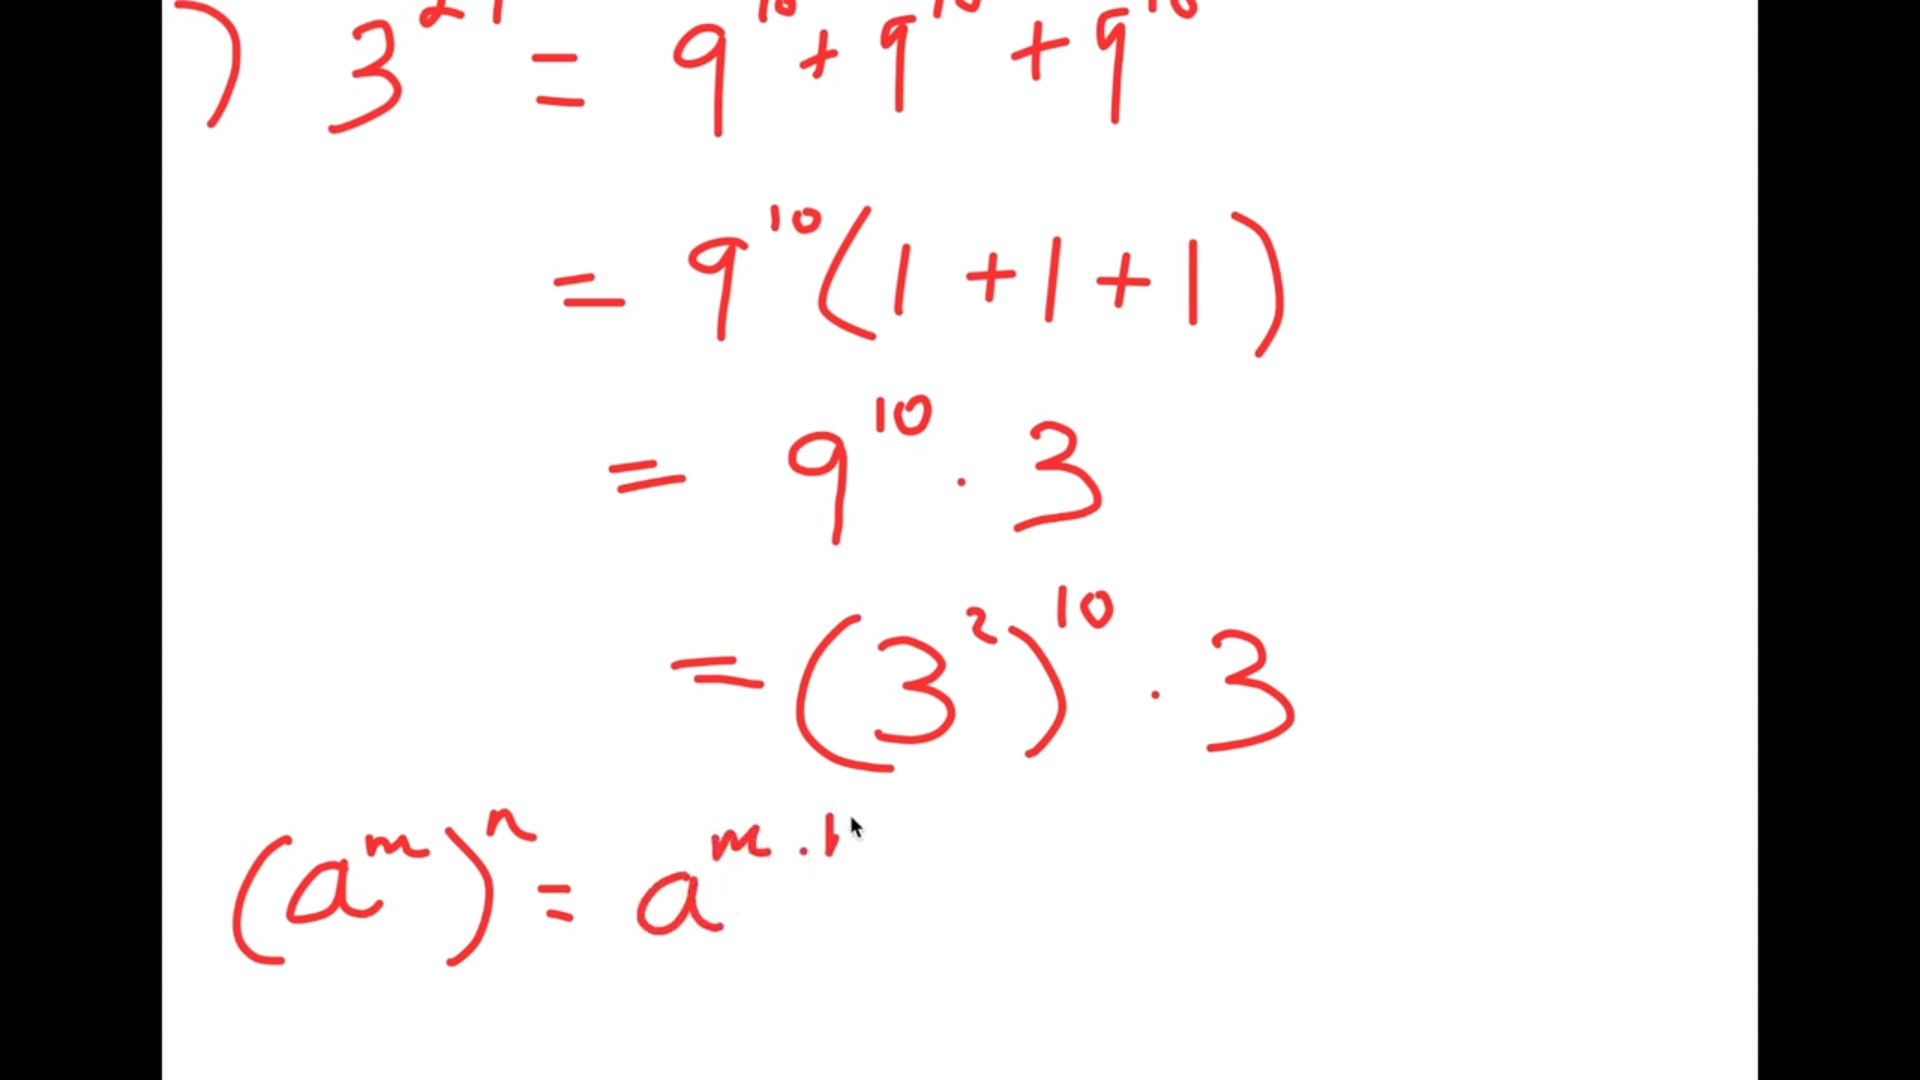 ) 3²¹ = 9¹⁰ + 9¹⁰ + 9¹⁰
= 9¹⁰ (1 + 1 + 1)
= 9¹⁰ · 3
= (3²)¹⁰ · 3
(aᵐ)ⁿ = aᵐ ·